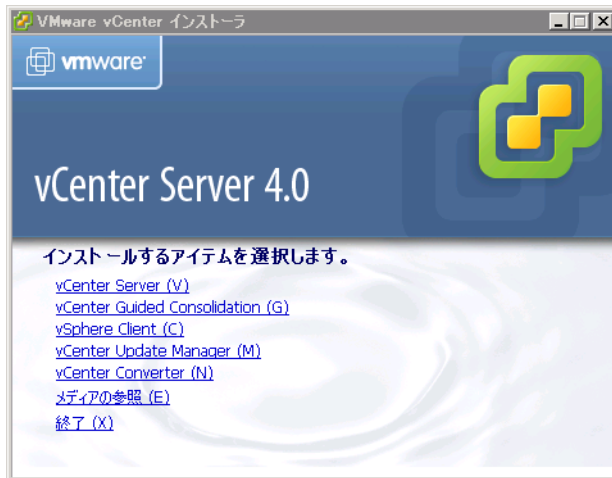 VMware vCenter インストーラ
vmware
vCenter Server 4.0
インストールするアイテムを選択します。
vCenter Server (V)
vCenter Guided Consolidation (G)
vSphere Client (C)
vCenter Update Manager (M)
vCenter Converter (N)
メディアの参照 (E)
終了 (X)